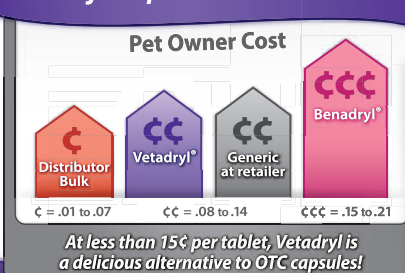 Pet Owner Cost
¢
Distributor
Bulk
¢¢
Vetadryl®
¢¢
Generic
at retailer
¢¢¢
Benadryl®
¢ = .01 to .07
¢¢ = .08 to .14
¢¢¢ = .15 to .21
At less than 15¢ per tablet, Vetadryl is
a delicious alternative to OTC capsules!